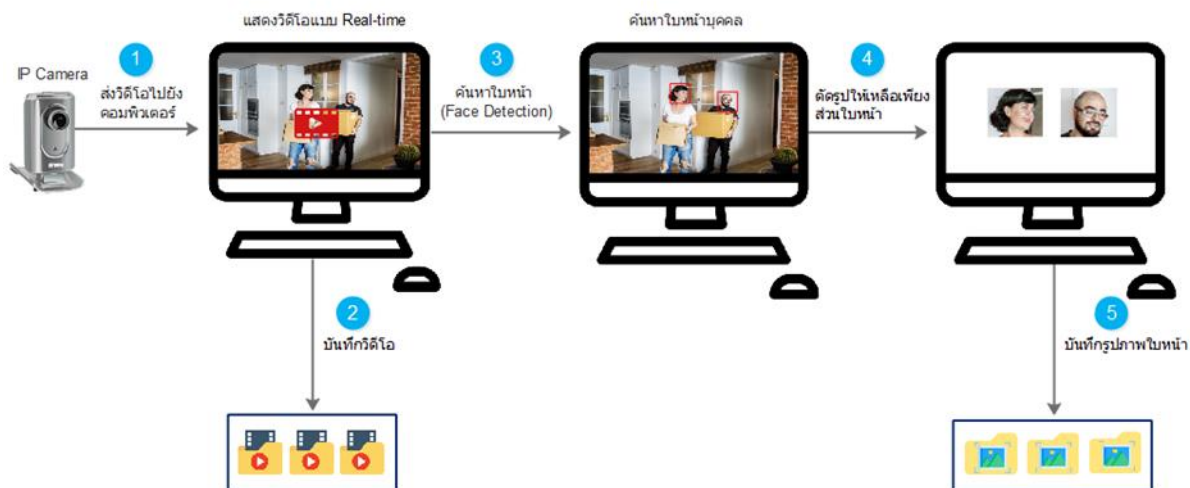 แสดงวิดีโอแบบ Real-time
ค้นหาใบหน้าบุคคล
IP Camera
1
ส่งวิดีโอไปยัง
คอมพิวเตอร์
3
ค้นหาใบหน้า
(Face Detection)
4
ตัดรูปให้เหลือเพียง
ส่วนใบหน้า
2
บันทึกวิดีโอ
5
บันทึกรูปภาพใบหน้า